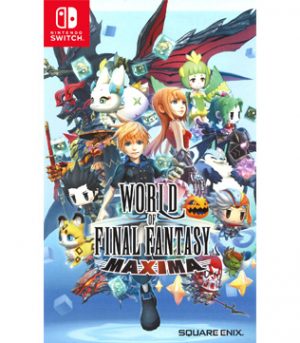 NINTENDO
SWITCH
WORLD
OF
FINAL FANTASY
MAXIMA
SQUARE ENIX